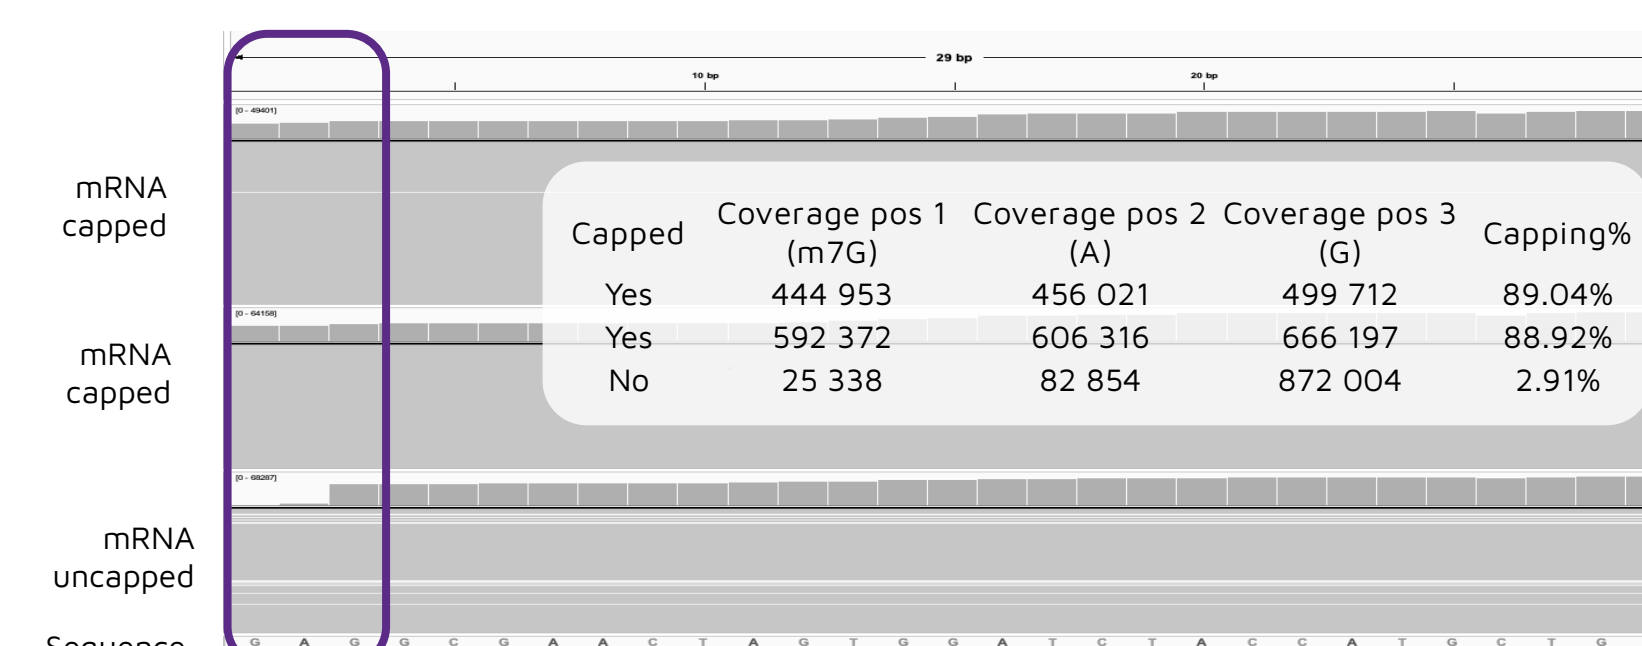 29 bp
10 bp 20 bp
[0 - 49401]
mRNA
capped
Capped Coverage pos 1 (m7G) Coverage pos 2 (A) Coverage pos 3 (G) Capping%
Yes 444 953 456 021 499 712 89.04%
[0 - 64158]
Yes 592 372 606 316 666 197 88.92%
mRNA
capped
No 25 338 82 854 872 004 2.91%
[0 - 68287]
mRNA
uncapped
Sequence G A G G C G A A C T A G T G G A T C T A C C A T G C T G